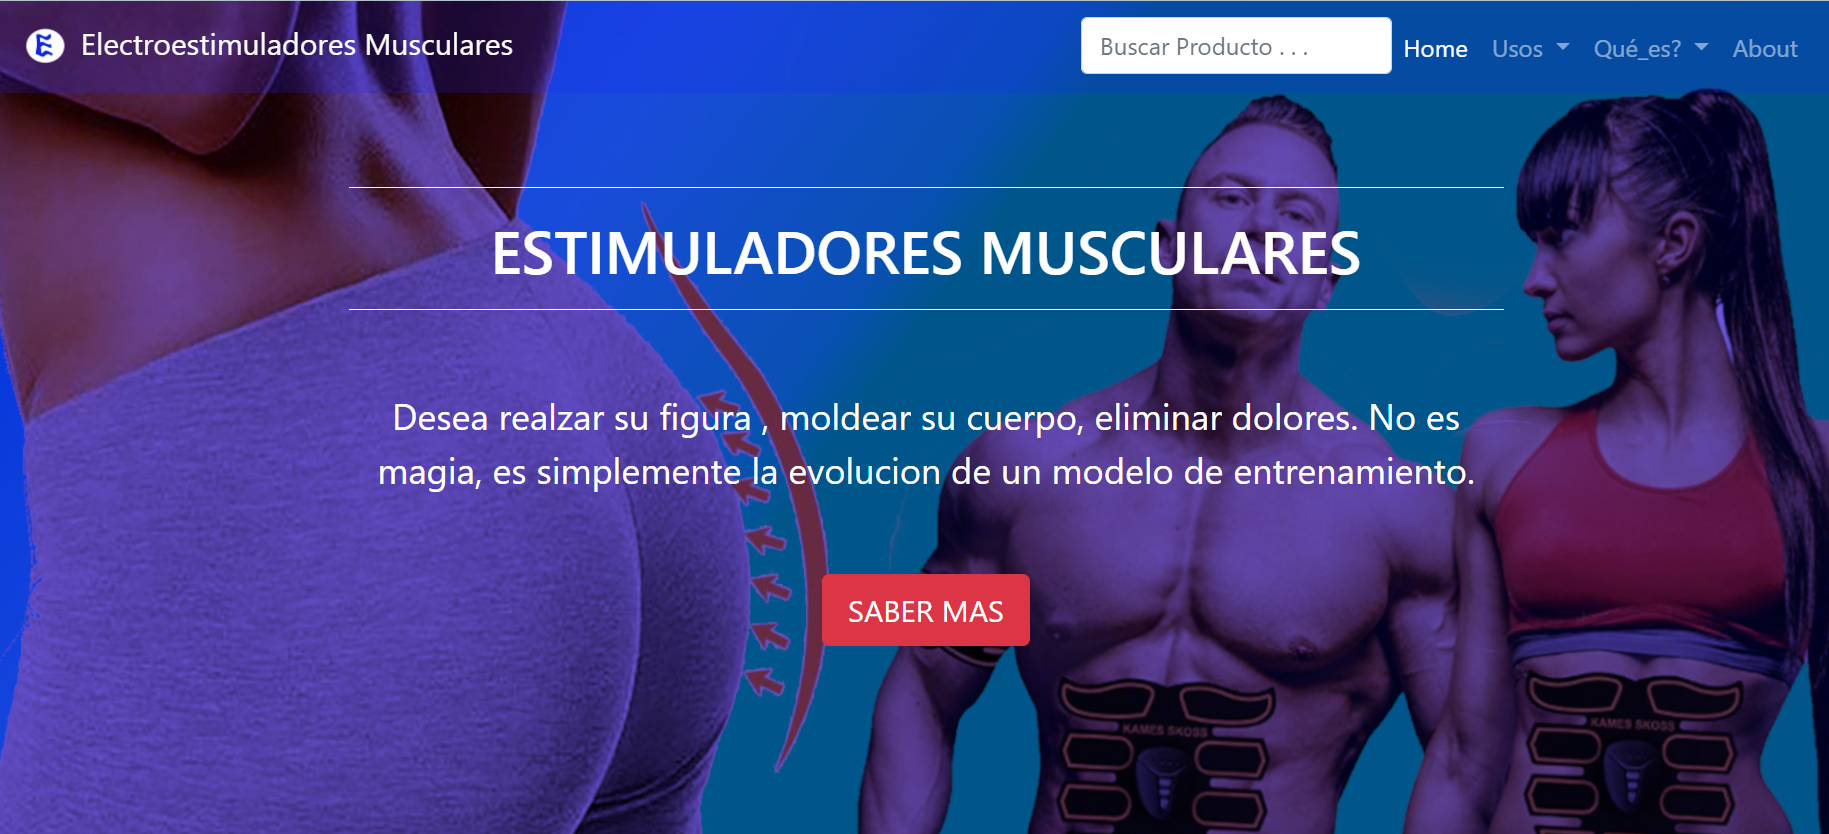 Electroestimuladores Musculares
Buscar Producto . . .
Home
Usos
Qué_es?
About
ESTIMULADORES MUSCULARES
Desea realzar su figura , moldear su cuerpo, eliminar dolores. No es
magia, es simplemente la evolucion de un modelo de entrenamiento.
SABER MAS
KAMES SKOSS
KAMES SKOSS